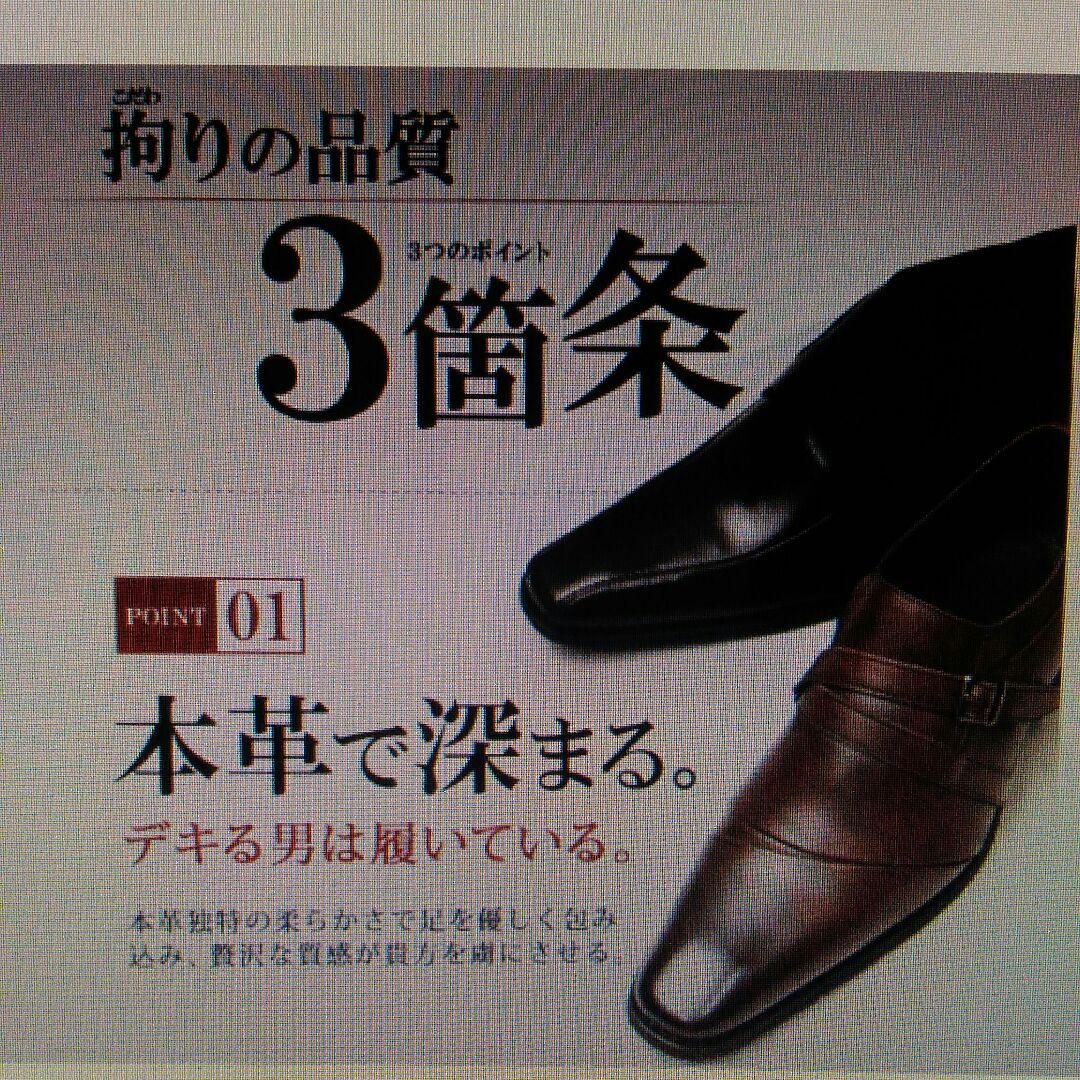 こだわ
拘りの品質
3つのポイント
3箇条
POINT 01
本革で深まる。
デキる男は履いている。
本革独特の柔らかさで足を優しく包み
込み、贅沢な質感が貴方を虜にさせる。